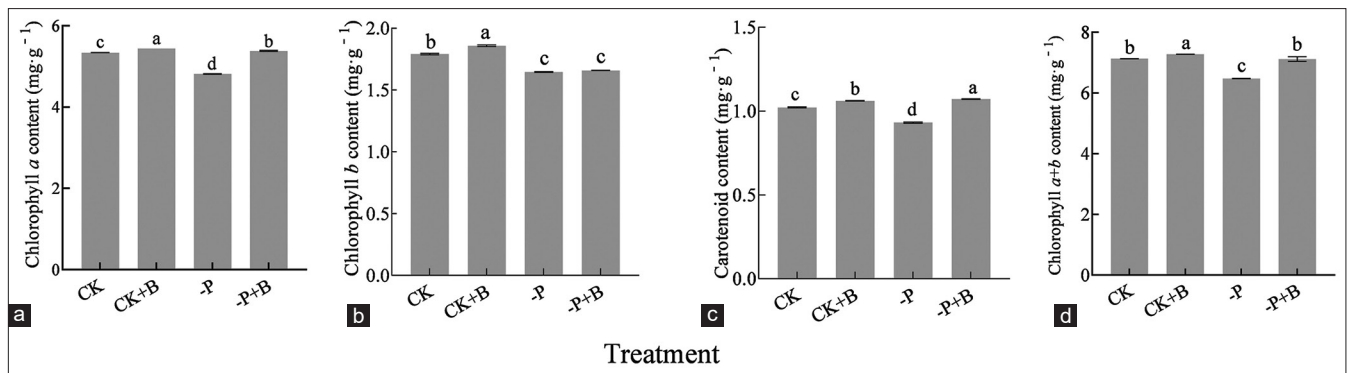 Chlorophyll a content (mg·g⁻¹)
6
4
2
0
c
a
d
b
CK
CK+B
-P
-P+B
a
Chlorophyll b content (mg·g⁻¹)
2.0
1.5
1.0
0.5
0.0
b
a
c
c
CK
CK+B
-P
-P+B
b
Carotenoid content (mg·g⁻¹)
1.5
1.0
0.5
0.0
c
b
d
a
CK
CK+B
-P
-P+B
c
Chlorophyll a+b content (mg·g⁻¹)
8
6
4
2
0
b
a
c
b
CK
CK+B
-P
-P+B
d
Treatment